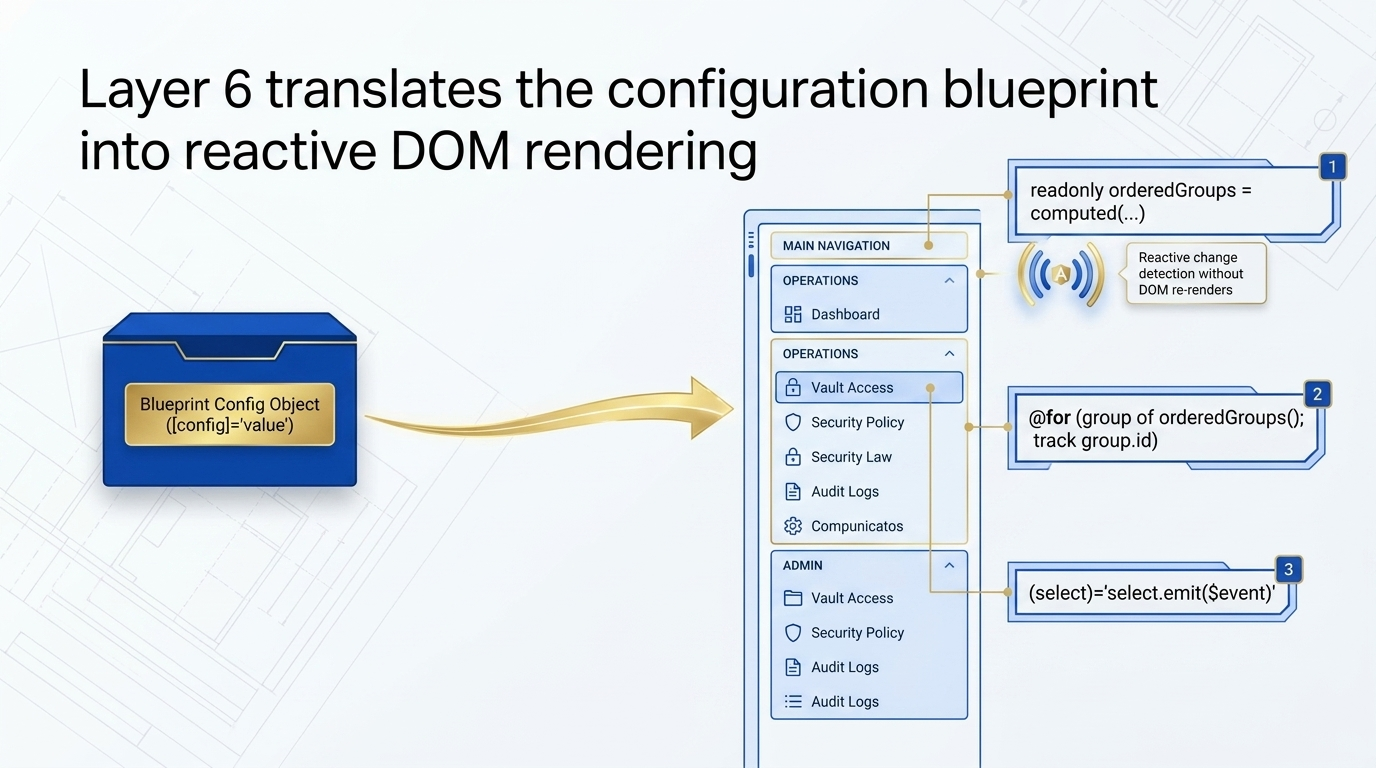 Layer 6 translates the configuration blueprint
into reactive DOM rendering
Blueprint Config Object
([config]='value')
MAIN NAVIGATION
OPERATIONS
Dashboard
OPERATIONS
Vault Access
Security Policy
Security Law
Audit Logs
Compunicatos
ADMIN
Vault Access
Security Policy
Audit Logs
Audit Logs
1
readonly orderedGroups =
computed(...)
A
Reactive change
detection without
DOM re-renders
2
@for (group of orderedGroups();
track group.id)
3
(select)='select.emit($event)'